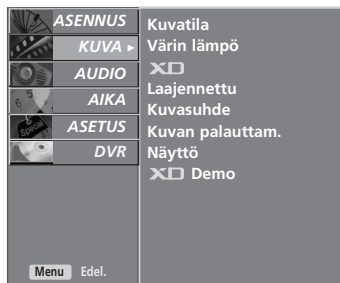 ASENNUS
KUVA ►
AUDIO
AIKA
ASETUS
DVR
Kuvatila
Värin lämpö
XD
Laajennettu
Kuvasuhde
Kuvan palauttam.
Näyttö
XD Demo
Menu Edel.